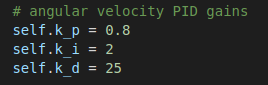 # angular velocity PID gains
self.k_p = 0.8
self.k_i = 2
self.k_d = 25